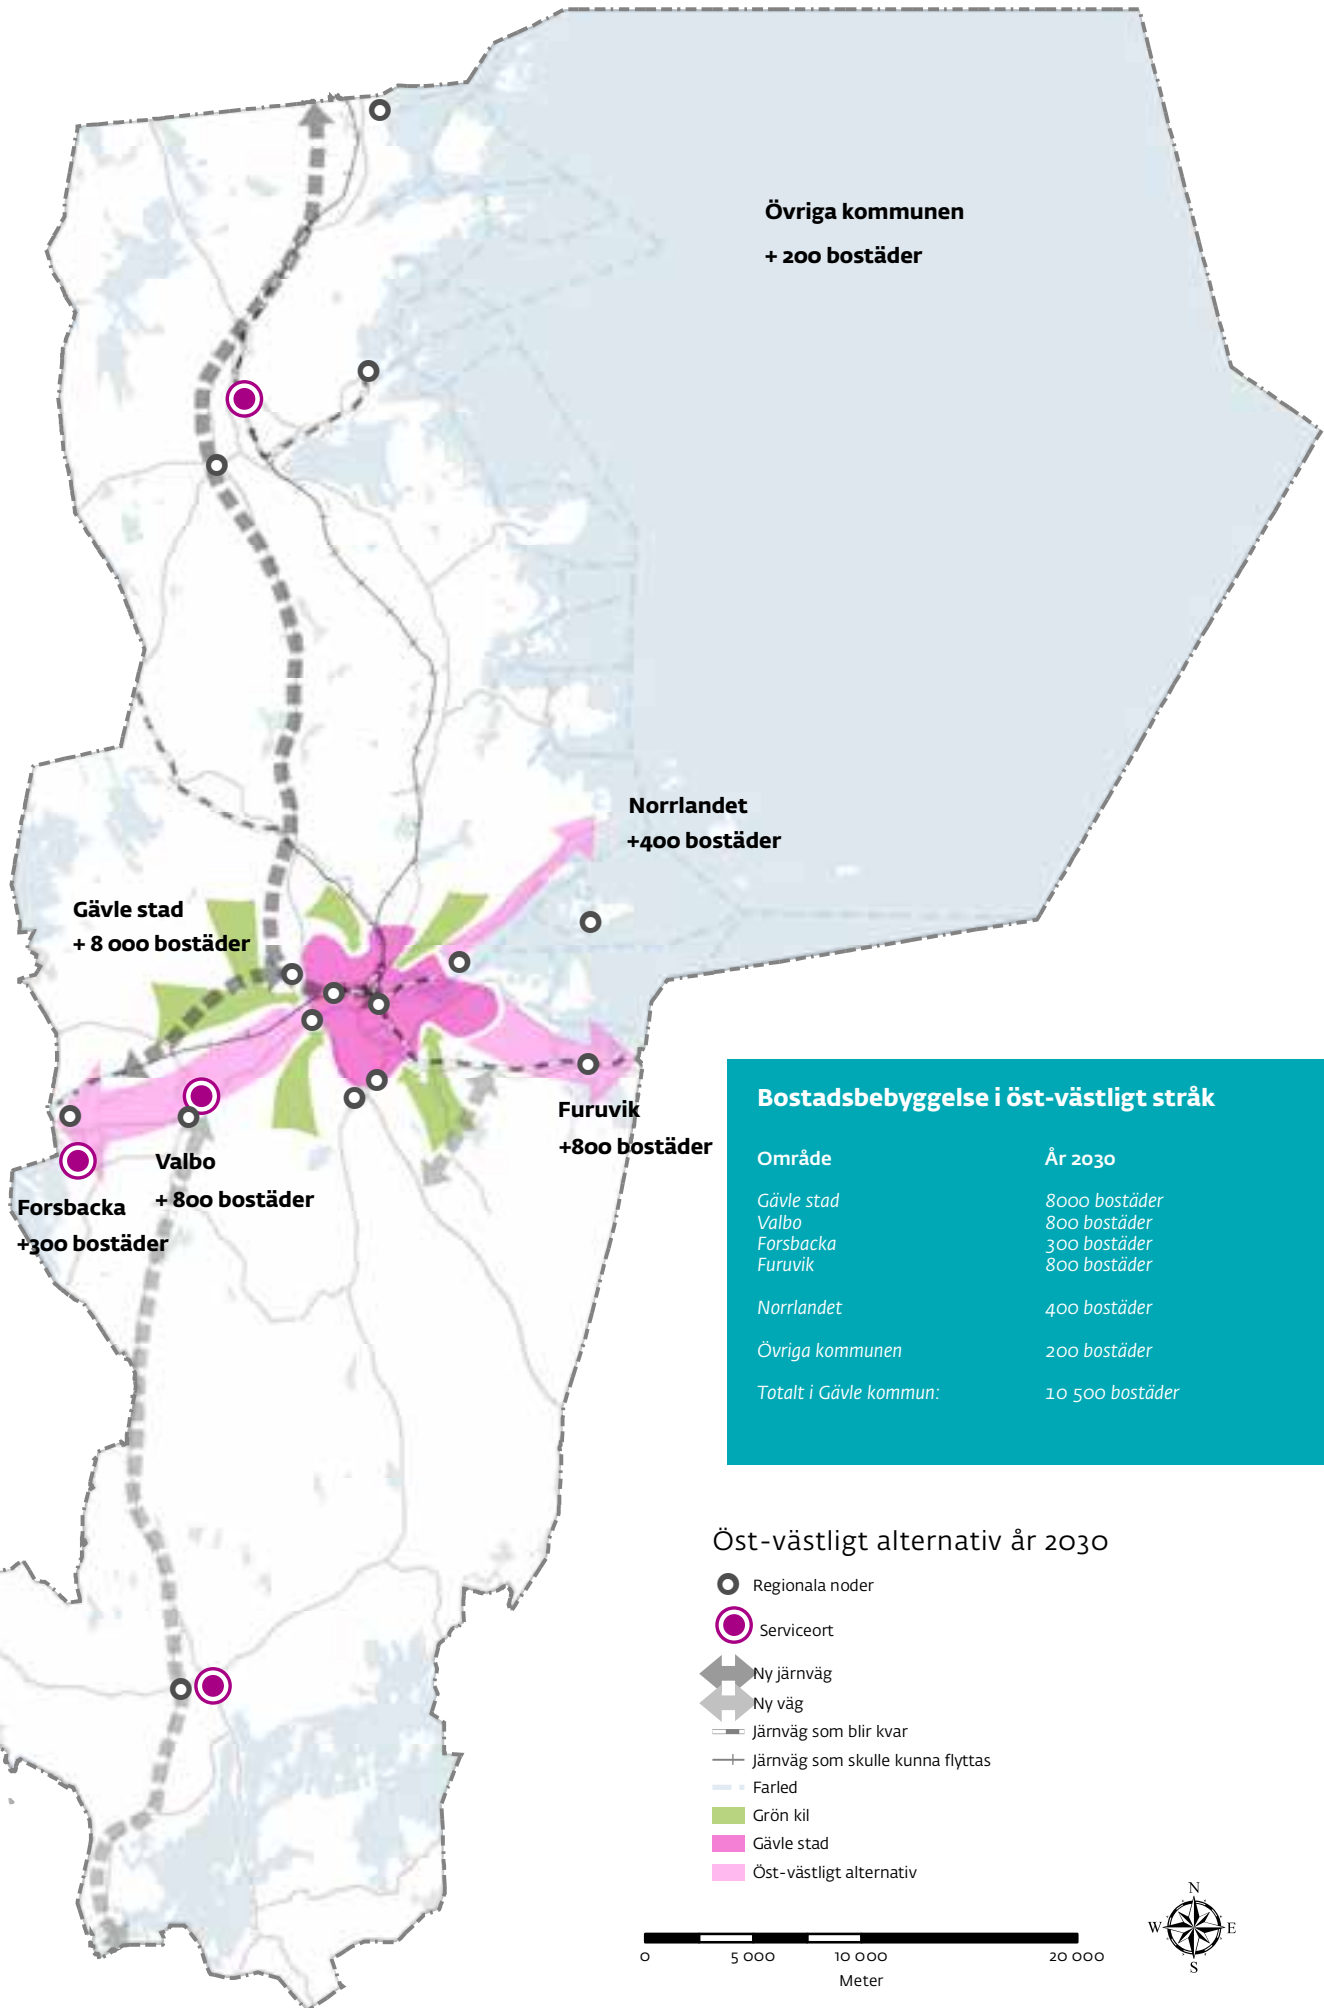 Övriga kommunen
+ 200 bostäder
Norrlandet
+400 bostäder
Gävle stad
+ 8 000 bostäder
Furuvik
+800 bostäder
Valbo
+ 800 bostäder
Forsbacka
+300 bostäder
Bostadsbebyggelse i öst-västligt stråk
Område År 2030
Gävle stad 8000 bostäder
Valbo 800 bostäder
Forsbacka 300 bostäder
Furuvik 800 bostäder
Norrlandet 400 bostäder
Övriga kommunen 200 bostäder
Totalt i Gävle kommun: 10 500 bostäder
Öst-västligt alternativ år 2030
Regionala noder
Serviceort
Ny järnväg
Ny väg
Järnväg som blir kvar
Järnväg som skulle kunna flyttas
Farled
Grön kil
Gävle stad
Öst-västligt alternativ
0 5 000 10 000 20 000
Meter
N
W E
S